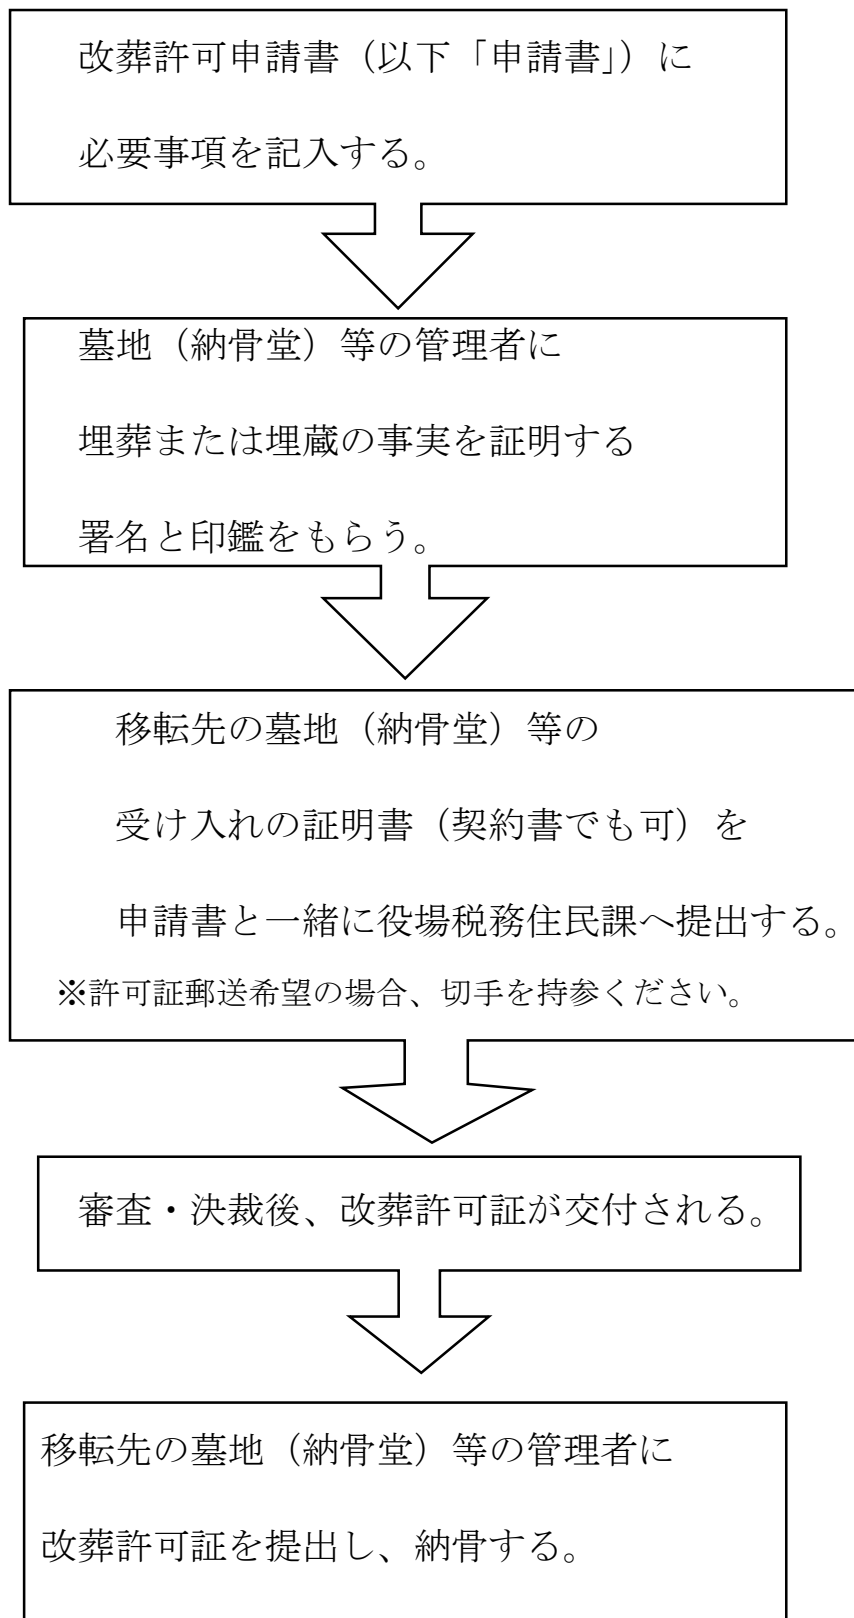 改葬許可申請書（以下「申請書」）に
必要事項を記入する。
墓地（納骨堂）等の管理者に
埋葬または埋蔵の事実を証明する
署名と印鑑をもらう。
移転先の墓地（納骨堂）等の
受け入れの証明書（契約書でも可）を
申請書と一緒に役場税務住民課へ提出する。
※許可証郵送希望の場合、切手を持参ください。
審査・決裁後、改葬許可証が交付される。
移転先の墓地（納骨堂）等の管理者に
改葬許可証を提出し、納骨する。